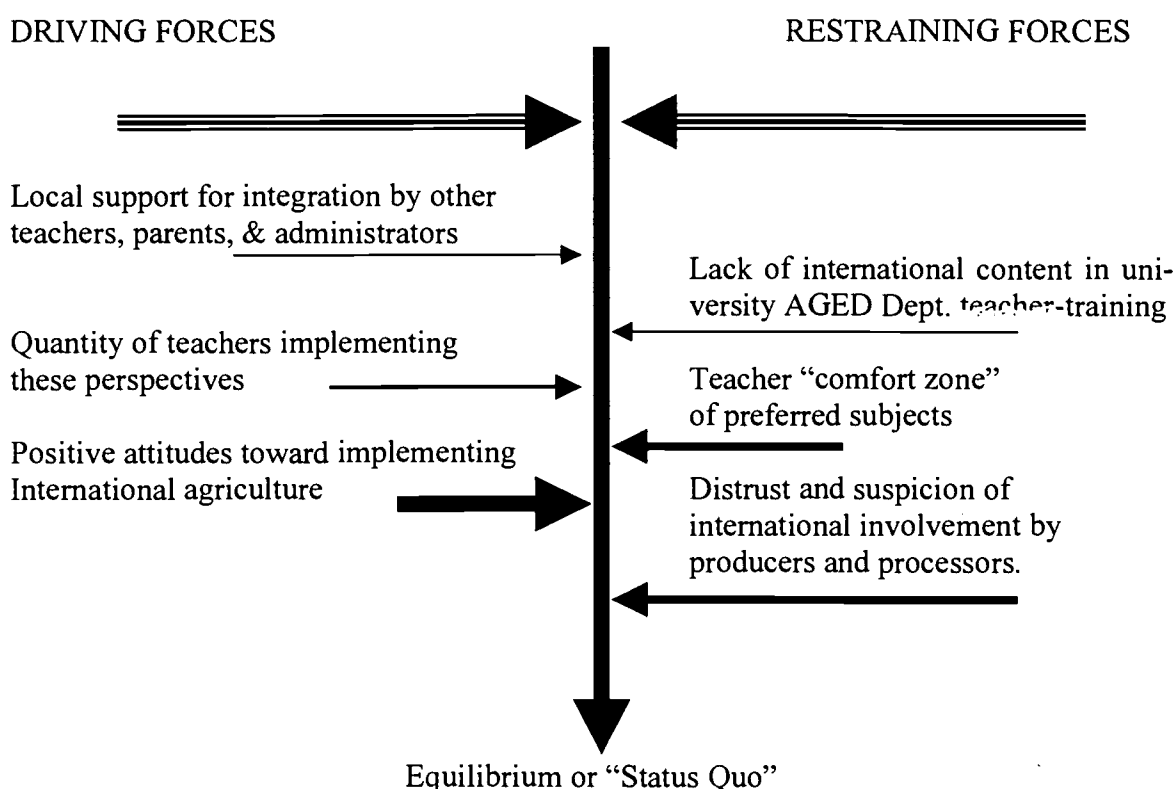 DRIVING FORCES
RESTRAINING FORCES
Local support for integration by other
teachers, parents, & administrators
Quantity of teachers implementing
these perspectives
Positive attitudes toward implementing
International agriculture
Lack of international content in uni-
versity AGED Dept. teacher-training
Teacher “comfort zone”
of preferred subjects
Distrust and suspicion of
international involvement by
producers and processors.
Equilibrium or “Status Quo”